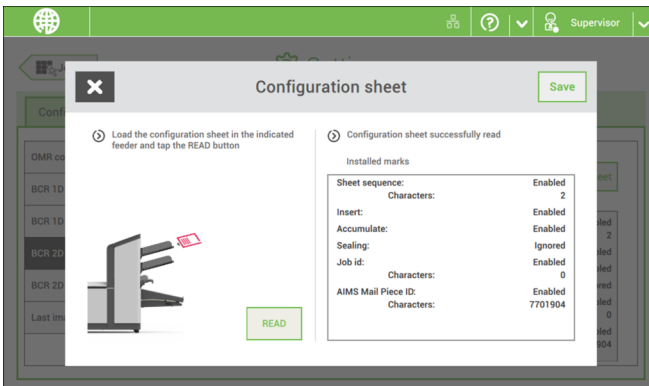 Supervisor
Configuration sheet
Save
Load the configuration sheet in the indicated
feeder and tap the READ button
READ
Configuration sheet successfully read
Installed marks
Sheet sequence: Enabled
Characters: 2
Insert: Enabled
Accumulate: Enabled
Sealing: Ignored
Job id: Enabled
Characters: 0
AIMS Mail Piece ID: Enabled
Characters: 7701904
OMR co
BCR 1D
BCR 1D
BCR 2D
BCR 2D
Last im